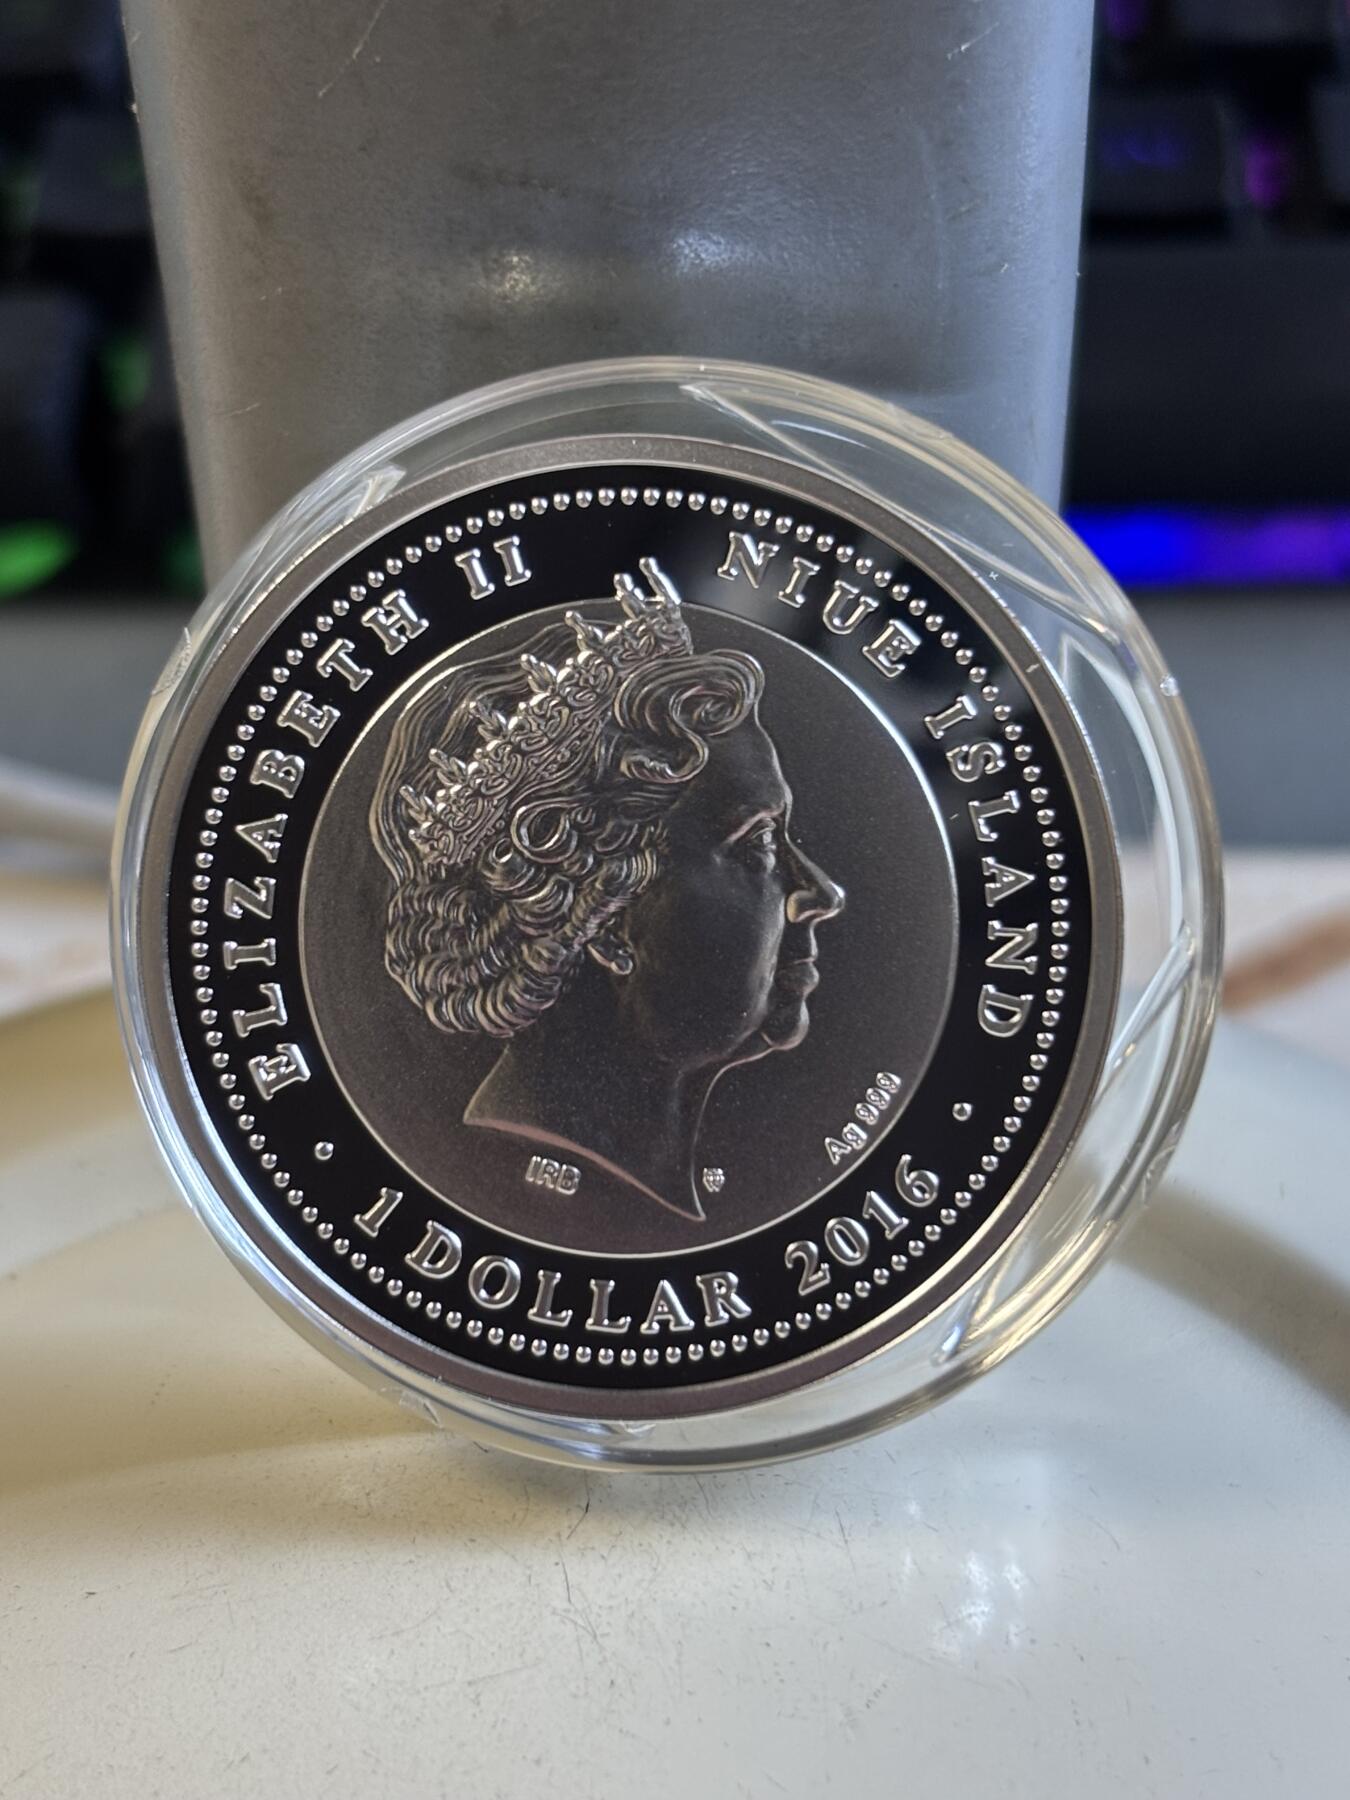 ELIZABETH II
NIUE ISLAND
Ag 999
IRB
1 DOLLAR 2016